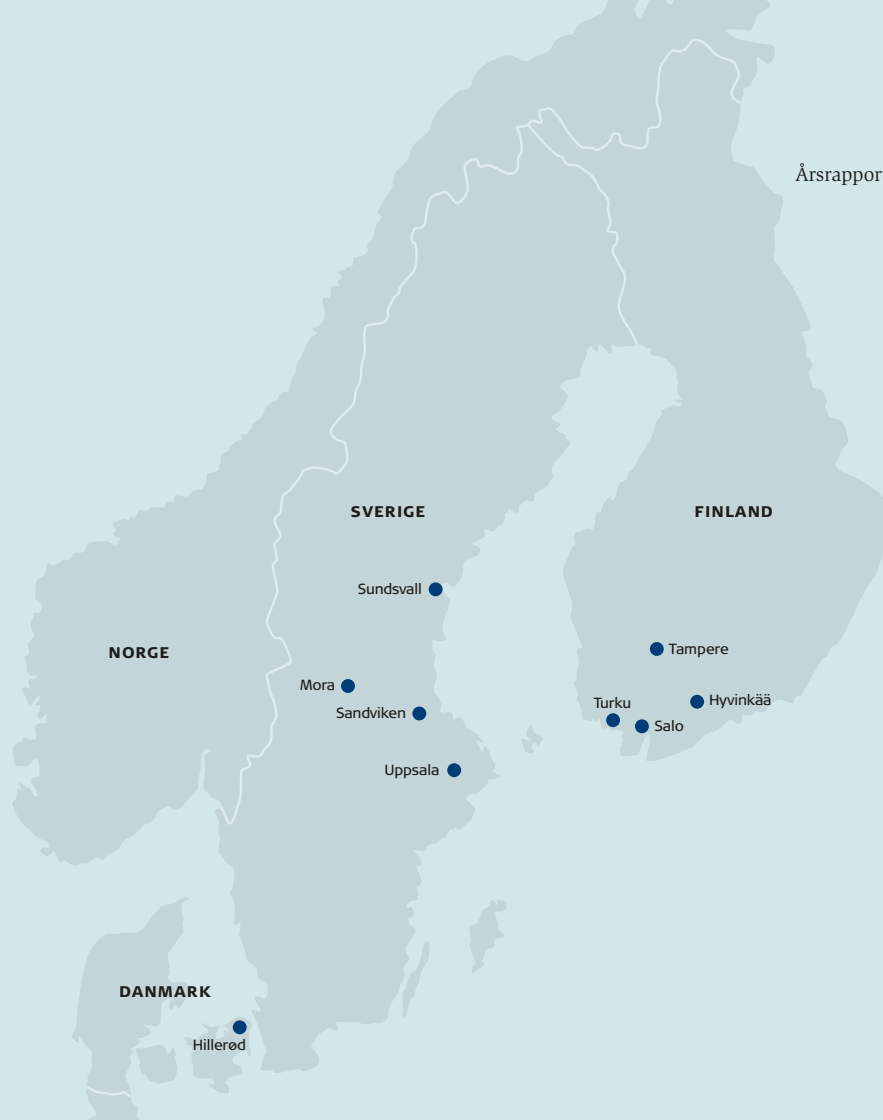 Årsrappor
SVERIGE
FINLAND
Sundsvall
NORGE
Tampere
Mora
Sandviken
Turku
Hyvinkää
Salo
Uppsala
DANMARK
Hillerød